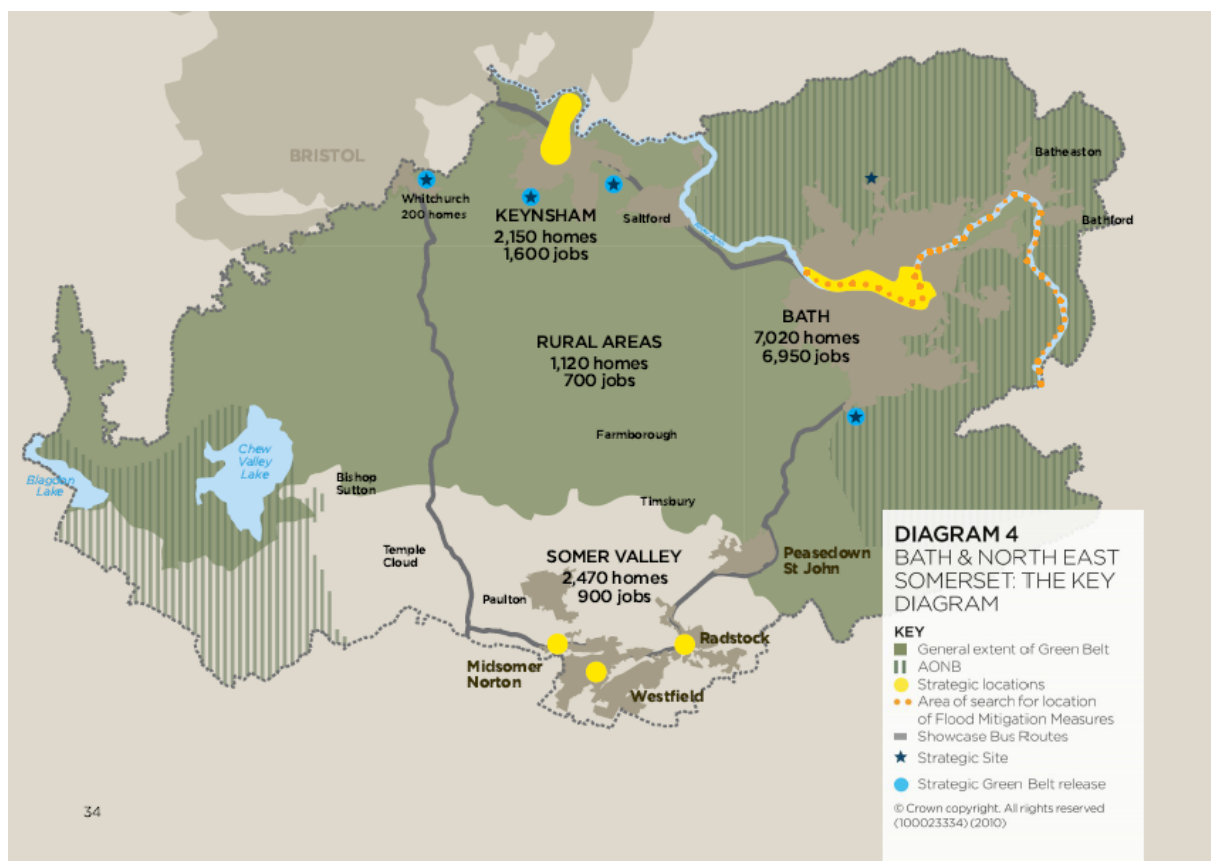 BRISTOL
Batheaston
Whitchurch
200 homes
KEYNSHAM
2,150 homes
1,600 jobs
Saltford
Bathford
BATH
7,020 homes
6,950 jobs
RURAL AREAS
1,120 homes
700 jobs
Farmborough
Chew
Valley
Lake
Blagdon
Lake
Bishop
Sutton
Timsbury
Temple
Cloud
SOMER VALLEY
2,470 homes
900 jobs
Peasedown
St John
Paulton
Radstock
Midsomer
Norton
Westfield
DIAGRAM 4
BATH & NORTH EAST
SOMERSET: THE KEY
DIAGRAM
KEY
General extent of Green Belt
AONB
Strategic locations
Area of search for location
of Flood Mitigation Measures
Showcase Bus Routes
Strategic Site
Strategic Green Belt release
© Crown copyright. All rights reserved
(100023334) (2010)
34